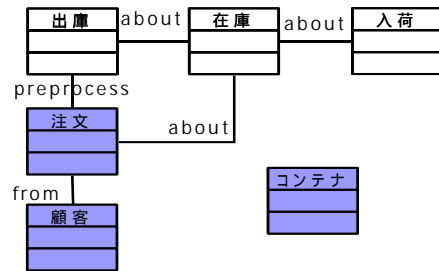 出庫
about
在庫
about
入荷
preprocess
注文
about
コンテナ
from
顧客